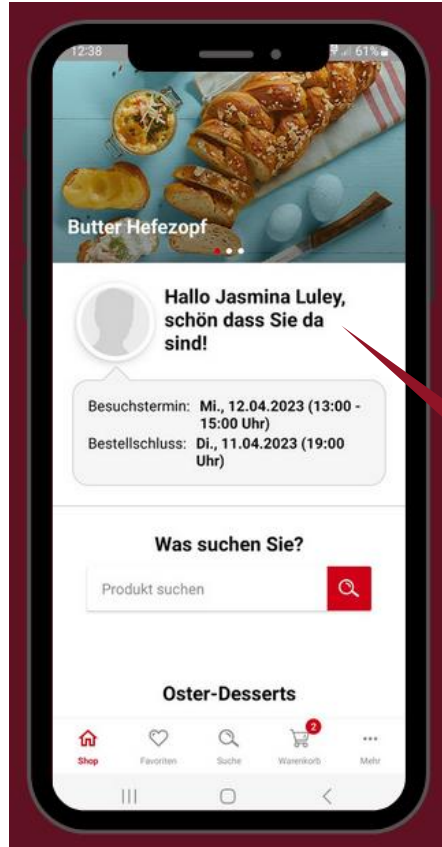 12:38
61%
Butter Hefezopf
Hallo Jasmina Luley,
schön dass Sie da
sind!
Besuchstermin: Mi., 12.04.2023 (13:00 -
15:00 Uhr)
Bestellschluss: Di., 11.04.2023 (19:00
Uhr)
Was suchen Sie?
Produkt suchen
Oster-Desserts
2
Shop Favoriten Suche Warenkorb Mehr